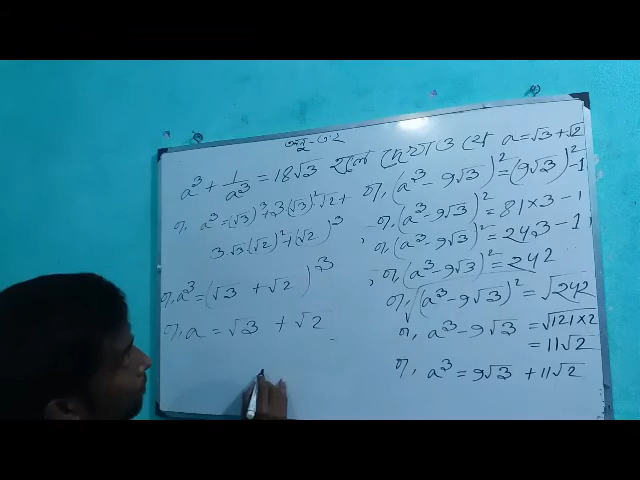 অনু-৩.২
a³ + 1/a³ = 18√3 হলে দেখাও যে a=√3+√2
বা, (a³ - 9√3)² = (9√3)² - 1
বা, (a³ - 9√3)² = 81 × 3 - 1
বা, (a³ - 9√3)² = 243 - 1
বা, (a³ - 9√3)² = 242
বা, √(a³ - 9√3)² = √242
বা, a³ - 9√3 = √121×2
= 11√2
বা, a³ = 9√3 + 11√2
বা, a³ = (√3)³ + 3(√3)²√2 +
3.√3.(√2)² + (√2)³
বা, a³ = (√3 + √2)³
বা, a = √3 + √2